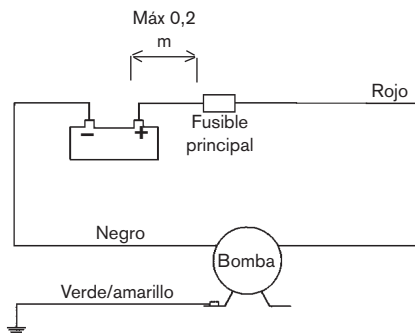 Máx 0,2
m
Rojo
Fusible
principal
− +
Negro
Bomba
Verde/amarillo